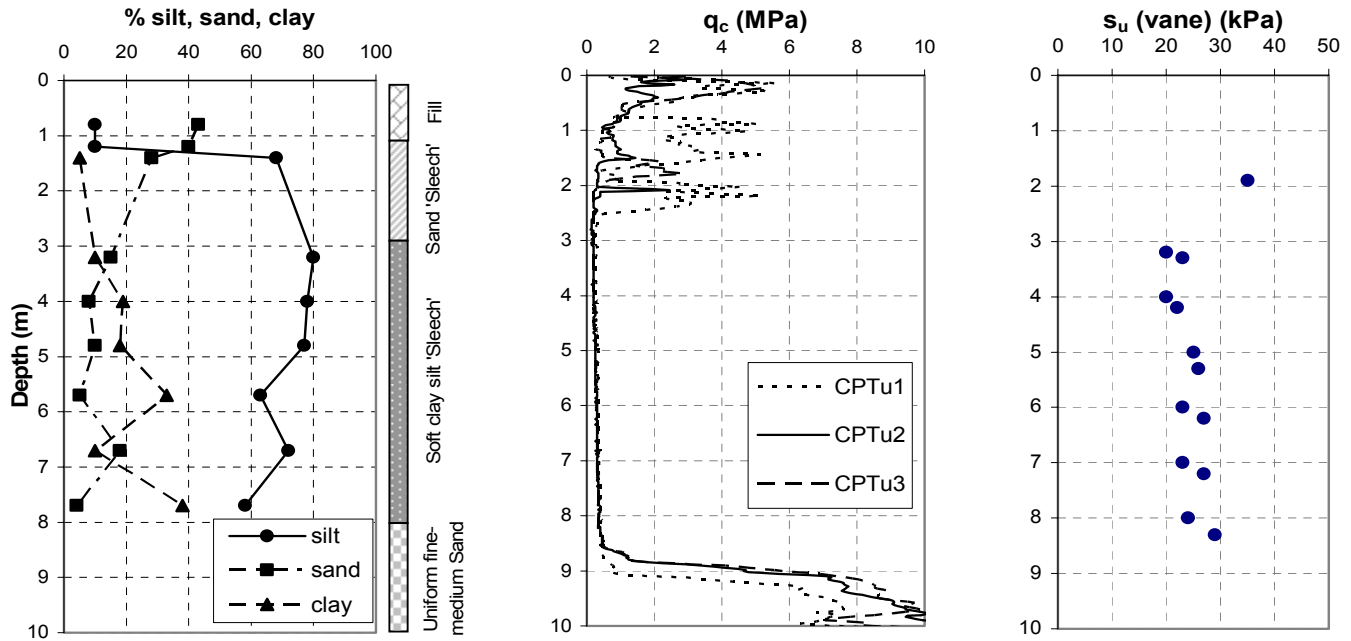 % silt, sand, clay
0 20 40 60 80 100
Depth (m)
0
1
2
3
4
5
6
7
8
9
10
silt
sand
clay
Fill
Sand 'Sleech'
Soft clay silt 'Sleech'
Uniform fine-
medium Sand
qc (MPa)
0 2 4 6 8 10
0
1
2
3
4
5
6
7
8
9
10
CPTu1
CPTu2
CPTu3
su (vane) (kPa)
0 10 20 30 40 50
0
1
2
3
4
5
6
7
8
9
10